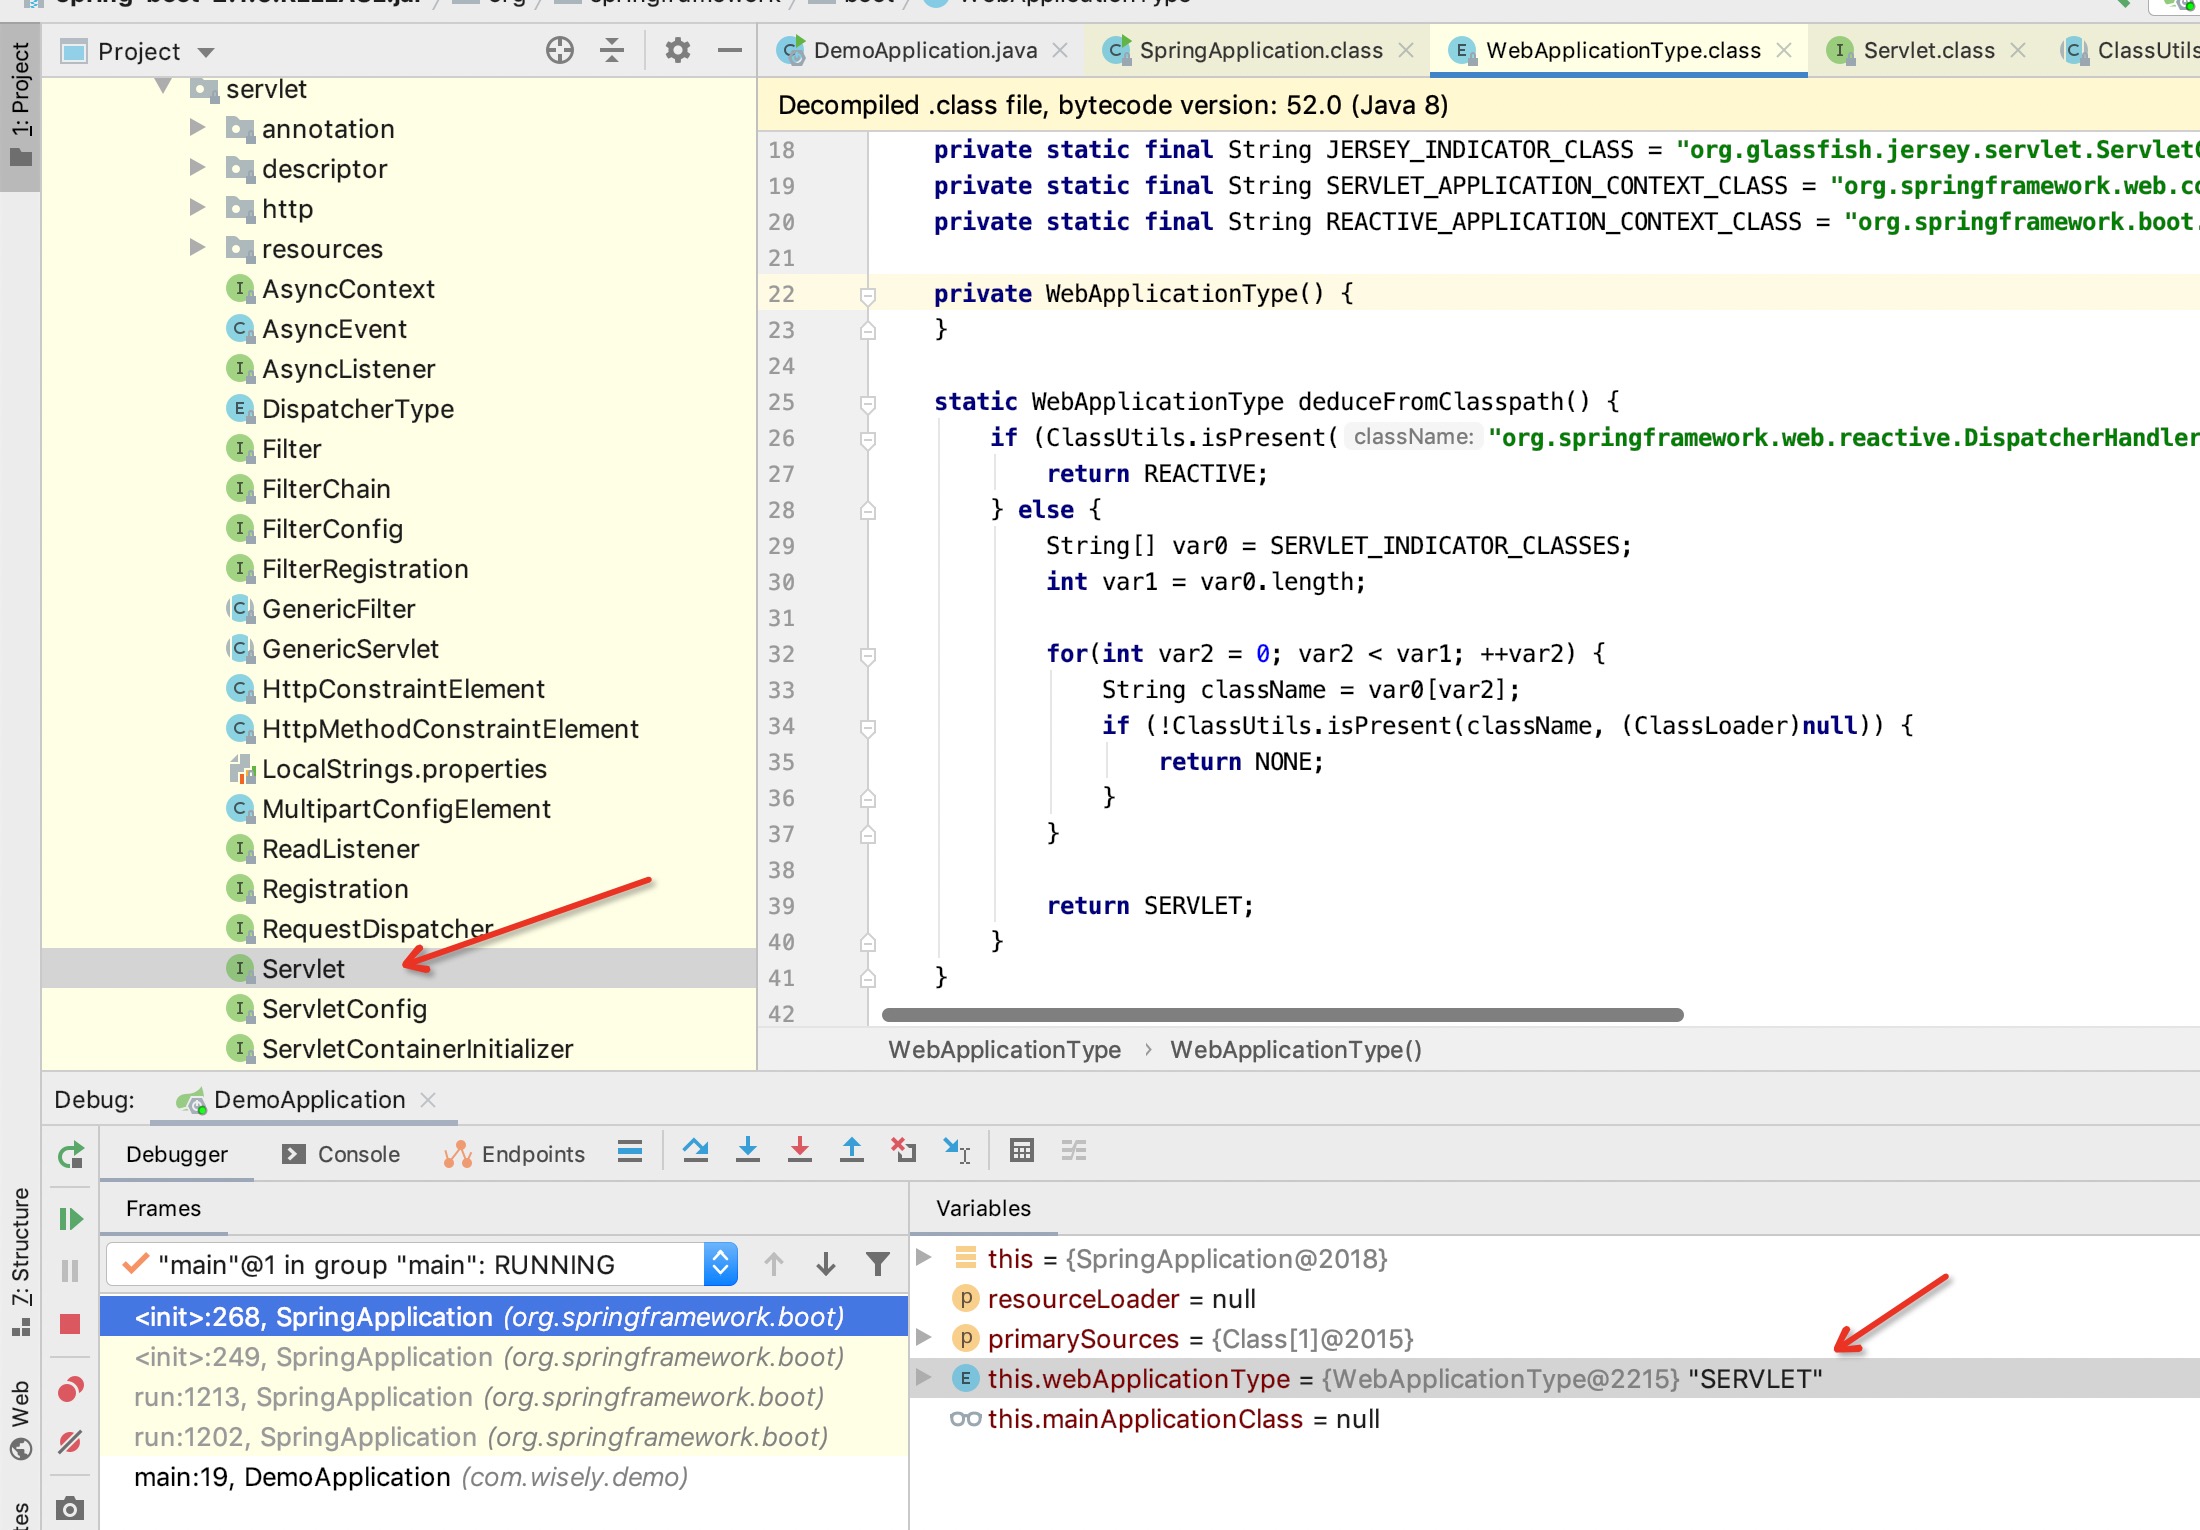 1: Project
Project
servlet
annotation
descriptor
http
resources
AsyncContext
AsyncEvent
AsyncListener
DispatcherType
Filter
FilterChain
FilterConfig
FilterRegistration
GenericFilter
GenericServlet
HttpConstraintElement
HttpMethodConstraintElement
LocalStrings.properties
MultipartConfigElement
ReadListener
Registration
RequestDispatcher
Servlet
ServletConfig
ServletContainerInitializer
DemoApplication.java
SpringApplication.class
WebApplicationType.class
Servlet.class
ClassUtils
Decompiled .class file, bytecode version: 52.0 (Java 8)
18 private static final String JERSEY_INDICATOR_CLASS = "org.glassfish.jersey.servlet.Servlet
19 private static final String SERVLET_APPLICATION_CONTEXT_CLASS = "org.springframework.web.co
20 private static final String REACTIVE_APPLICATION_CONTEXT_CLASS = "org.springframework.boot.
21
22 private WebApplicationType() {
23 }
24
25 static WebApplicationType deduceFromClasspath() {
26 if (ClassUtils.isPresent( className: "org.springframework.web.reactive.DispatcherHandler
27 return REACTIVE;
28 } else {
29 String[] var0 = SERVLET_INDICATOR_CLASSES;
30 int var1 = var0.length;
31
32 for(int var2 = 0; var2 < var1; ++var2) {
33 String className = var0[var2];
34 if (!ClassUtils.isPresent(className, (ClassLoader)null)) {
35 return NONE;
36 }
37 }
38
39 return SERVLET;
40 }
41 }
42
WebApplicationType › WebApplicationType()
Debug: DemoApplication
Debugger Console Endpoints
Frames
"main"@1 in group "main": RUNNING
<init>:268, SpringApplication (org.springframework.boot)
<init>:249, SpringApplication (org.springframework.boot)
run:1213, SpringApplication (org.springframework.boot)
run:1202, SpringApplication (org.springframework.boot)
main:19, DemoApplication (com.wisely.demo)
Variables
this = {SpringApplication@2018}
resourceLoader = null
primarySources = {Class[1]@2015}
this.webApplicationType = {WebApplicationType@2215} "SERVLET"
this.mainApplicationClass = null
7: Structure
Web